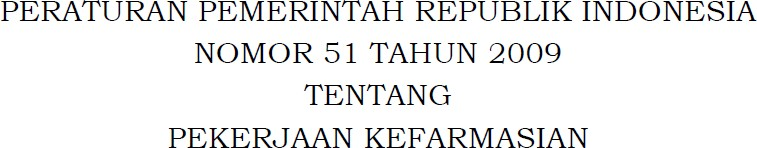 PERATURAN PEMERINTAH REPUBLIK INDONESIA
NOMOR 51 TAHUN 2009
TENTANG
PEKERJAAN KEFARMASIAN